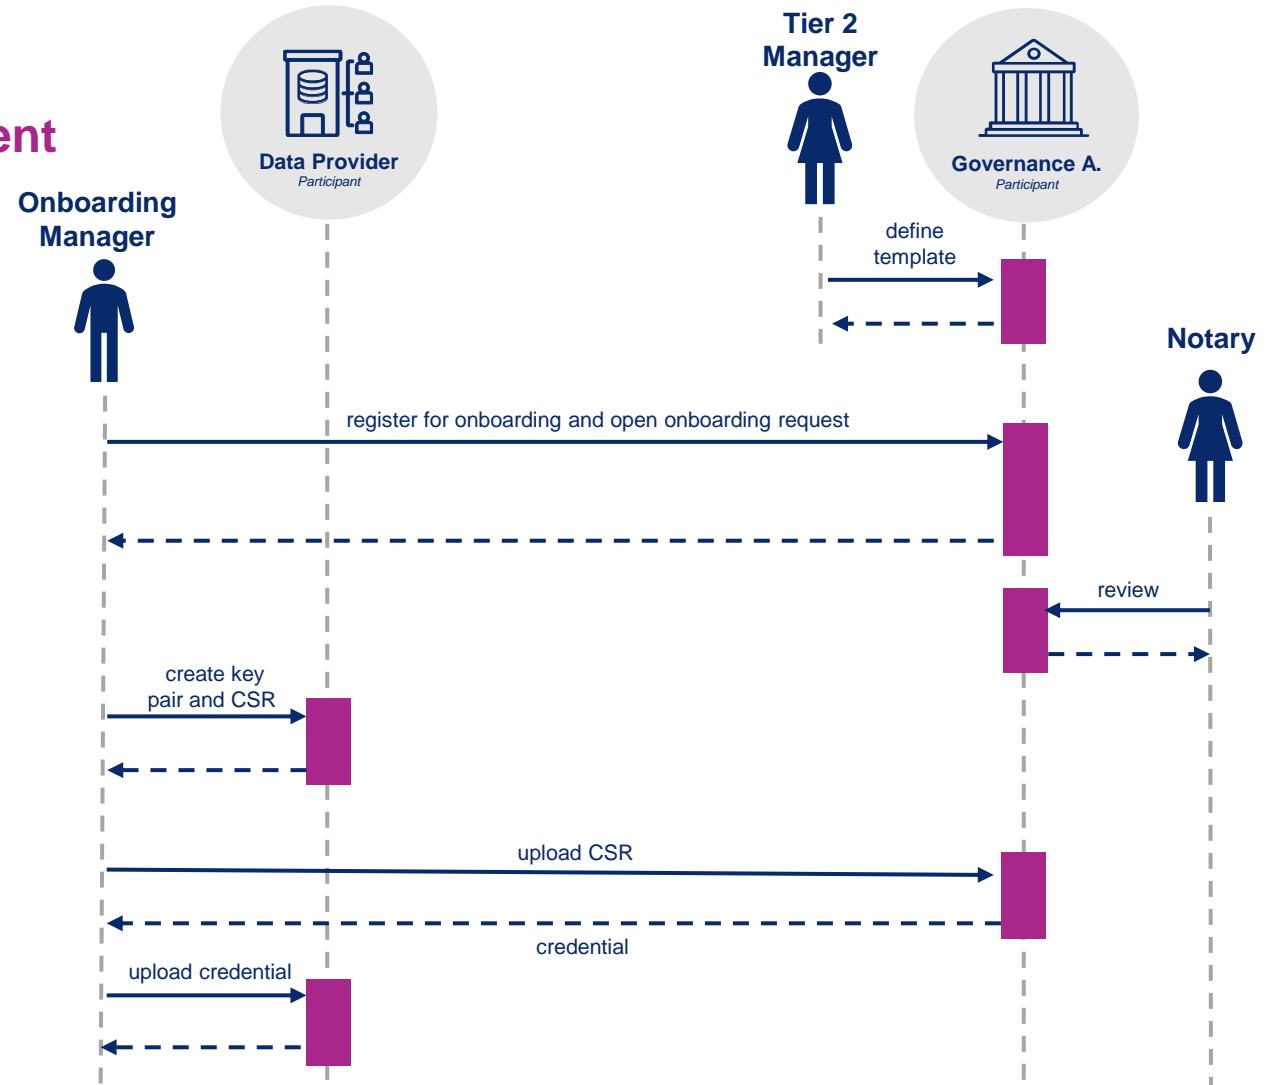 ent
Tier 2
Manager
Data Provider
Participant
Governance A.
Participant
Onboarding
Manager
define
template
Notary
register for onboarding and open onboarding request
review
create key
pair and CSR
upload CSR
credential
upload credential